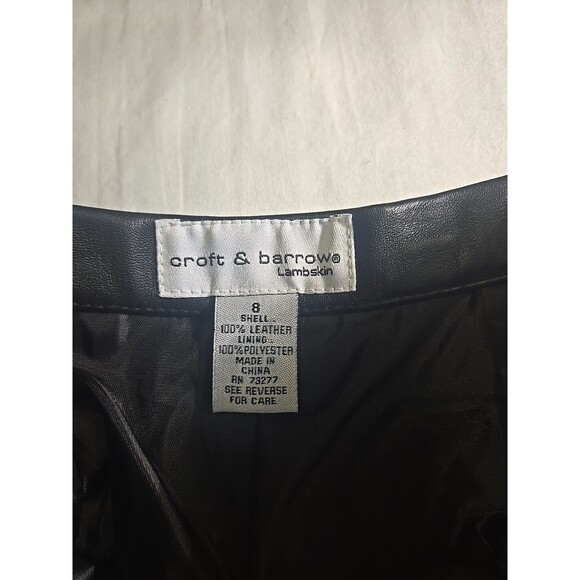 croft & barrow®
Lambskin
8
SHELL-
100% LEATHER
LINING-
100% POLYESTER
MADE IN
CHINA
RN 73277
SEE REVERSE
FOR CARE